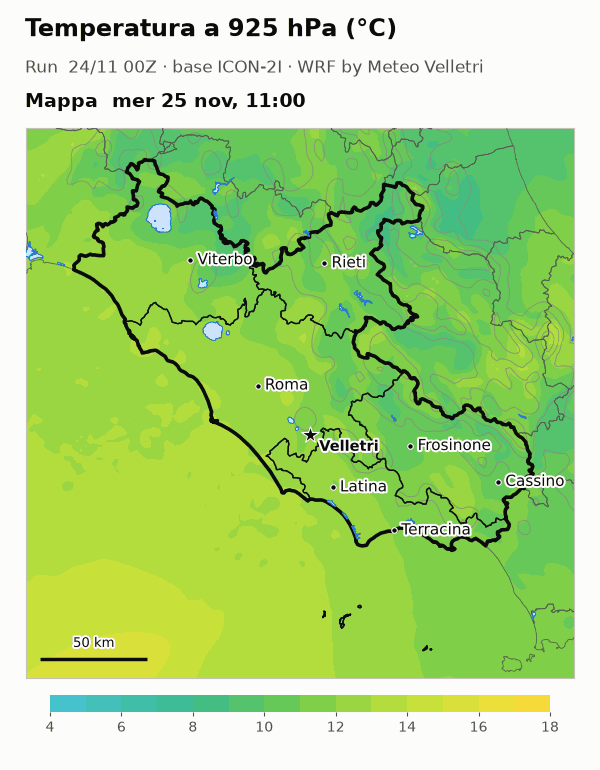 Temperatura a 925 hPa (°C)
Run  24/11 00Z · base ICON-2I · WRF by Meteo Velletri
Mappa  mer 25 nov, 11:00
Viterbo
Rieti
Roma
Velletri
Frosinone
Cassino
Latina
Terracina
50 km
4 6 8 10 12 14 16 18